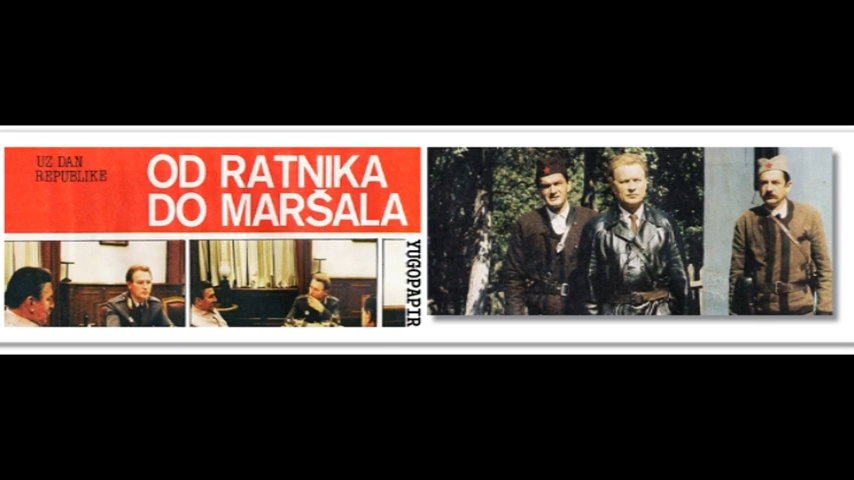 UZ DAN
REPUBLIKE
OD RATNIKA
DO MARŠALA
YUGOPAPIR